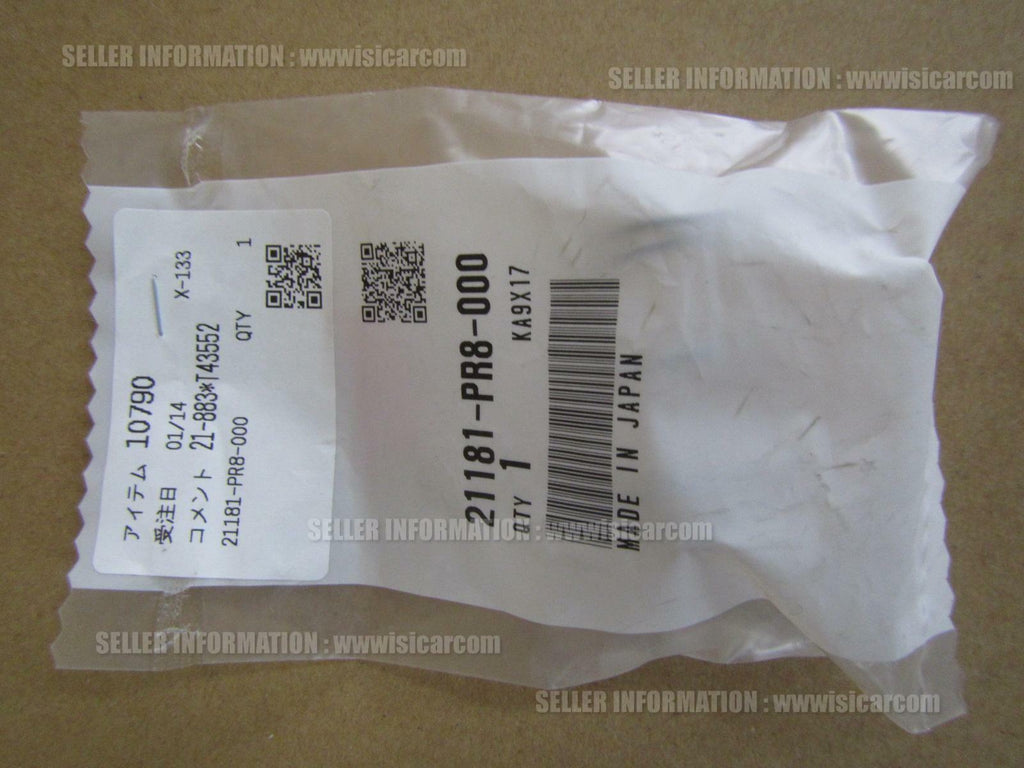 SELLER INFORMATION : wwwisicarcom
SELLER INFORMATION : wwwisicarcom
アイテム 10790
受注日 01/14 X-133
コメント 21-883*T43552
21181-PR8-000 QTY 1
21181-PR8-000
QTY 1 KA9X17
MADE IN JAPAN
SELLER INFORMATION : wwwisicarcom
SELLER INFORMATION : wwwisicarcom
SELLER INFORMATION : wwwisicarcom